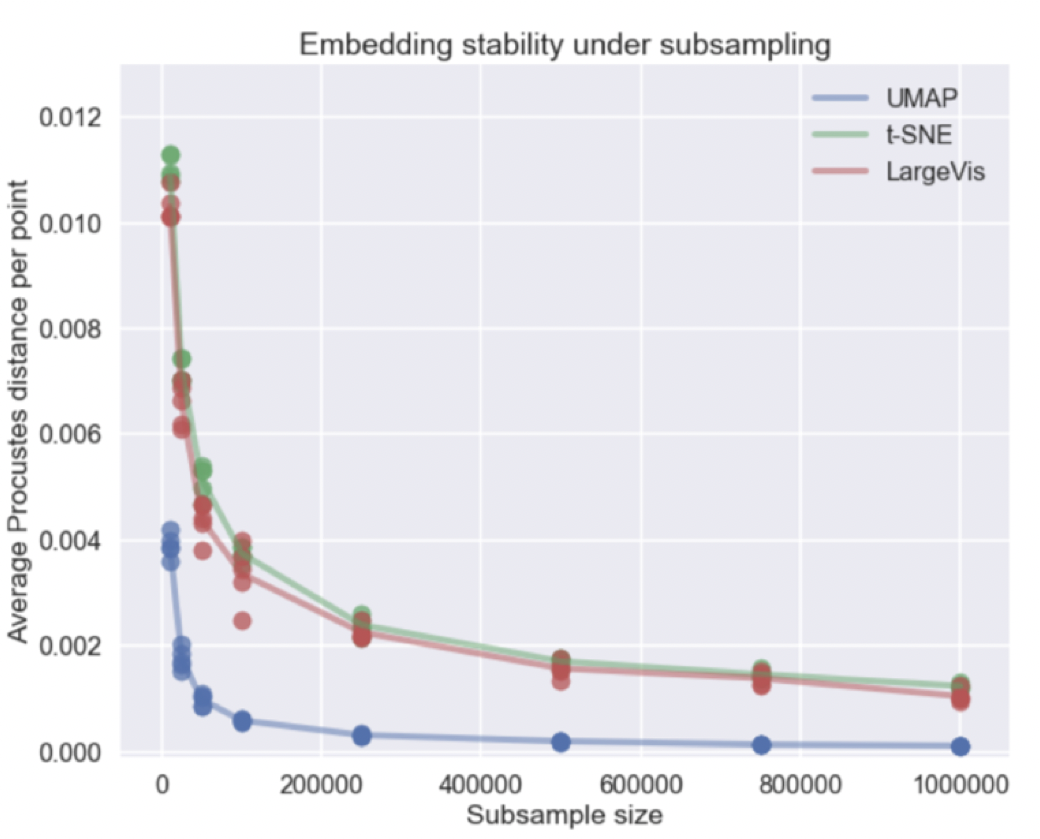 Embedding stability under subsampling
UMAP
t-SNE
LargeVis
Average Procustes distance per point
0.012
0.010
0.008
0.006
0.004
0.002
0.000
0
200000
400000
600000
800000
1000000
Subsample size